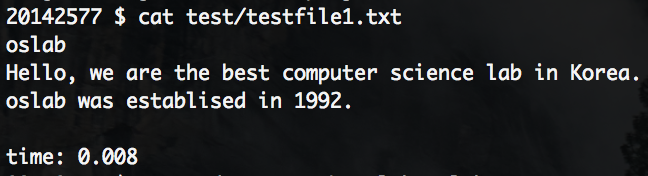 20142577 $ cat test/testfile1.txt
oslab
Hello, we are the best computer science lab in Korea.
oslab was establised in 1992.
time: 0.008